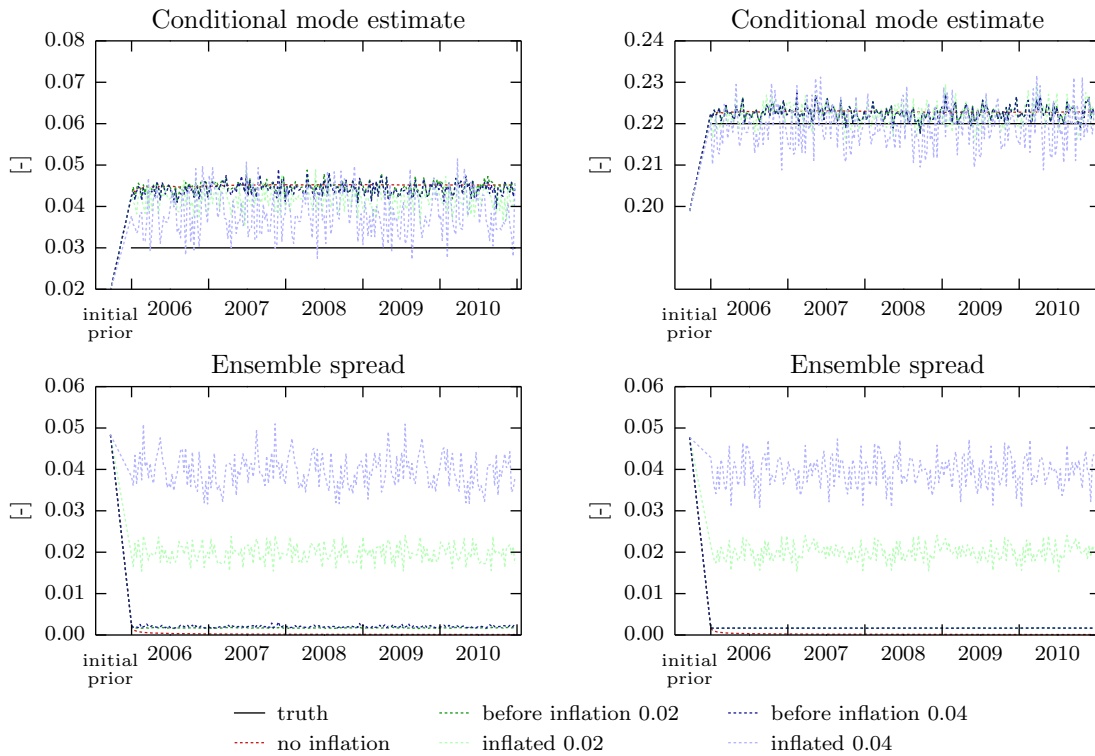 Conditional mode estimate
0.08
0.07
0.06
0.05
0.04
0.03
0.02
[-]
initial
prior
2006 2007 2008 2009 2010
Conditional mode estimate
0.24
0.23
0.22
0.21
0.20
[-]
initial
prior
2006 2007 2008 2009 2010
Ensemble spread
0.06
0.05
0.04
0.03
0.02
0.01
0.00
[-]
initial
prior
2006 2007 2008 2009 2010
Ensemble spread
0.06
0.05
0.04
0.03
0.02
0.01
0.00
[-]
initial
prior
2006 2007 2008 2009 2010
truth
no inflation
before inflation 0.02
inflated 0.02
before inflation 0.04
inflated 0.04